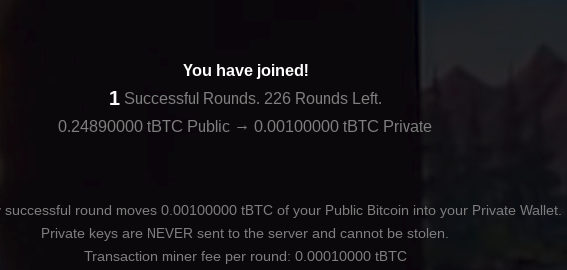 You have joined!
1 Successful Rounds. 226 Rounds Left.
0.24890000 tBTC Public → 0.00100000 tBTC Private
successful round moves 0.00100000 tBTC of your Public Bitcoin into your Private Wallet.
Private keys are NEVER sent to the server and cannot be stolen.
Transaction miner fee per round: 0.00010000 tBTC